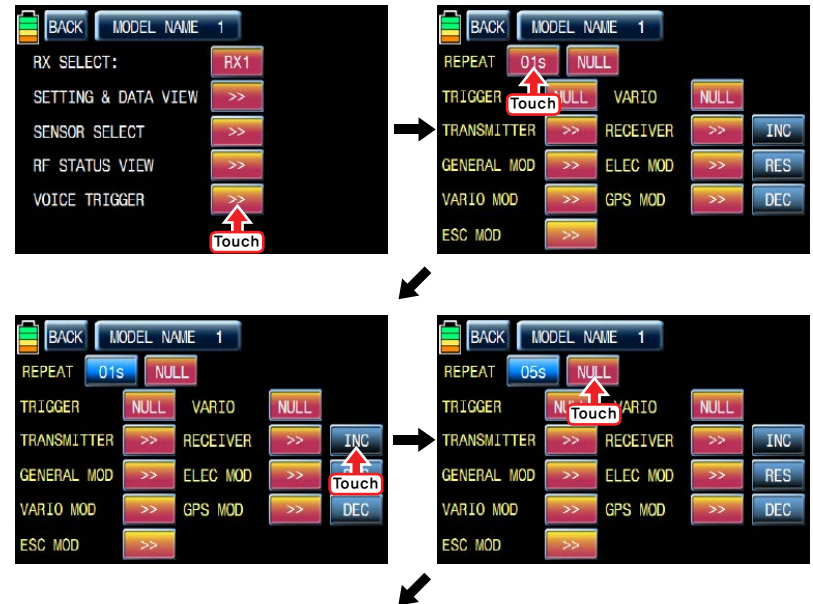 BACK MODEL NAME 1
RX SELECT: RX1
SETTING & DATA VIEW >>
SENSOR SELECT >>
RF STATUS VIEW >>
VOICE TRIGGER >>
Touch
BACK MODEL NAME 1
REPEAT 01s NULL
TRIGGER NULL VARIO NULL
Touch
TRANSMITTER >> RECEIVER >> INC
GENERAL MOD >> ELEC MOD >> RES
VARIO MOD >> GPS MOD >> DEC
ESC MOD >>
BACK MODEL NAME 1
REPEAT 01s NULL
TRIGGER NULL VARIO NULL
TRANSMITTER >> RECEIVER >> INC
GENERAL MOD >> ELEC MOD >>
Touch
VARIO MOD >> GPS MOD >> DEC
ESC MOD >>
BACK MODEL NAME 1
REPEAT 05s NULL
TRIGGER NULL VARIO NULL
Touch
TRANSMITTER >> RECEIVER >> INC
GENERAL MOD >> ELEC MOD >> RES
VARIO MOD >> GPS MOD >> DEC
ESC MOD >>